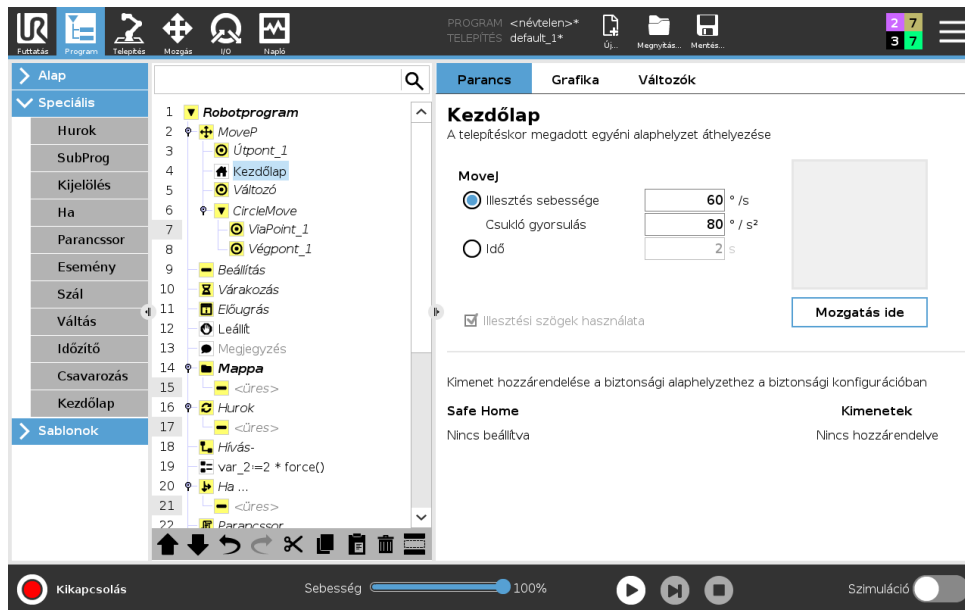 PROGRAM <névtelen>*
TELEPÍTÉS default_1*
Futtatás Program Telepítés Mozgás I/O Napló Új... Megnyitás... Mentés...
2 7
3 7
Alap
Speciális
Hurok
SubProg
Kijelölés
Ha
Parancssor
Esemény
Szál
Váltás
Időzítő
Csavarozás
Kezdőlap
Sablonok
1 Robotprogram
2 MoveP
3 Útpont_1
4 Kezdőlap
5 Változó
6 CircleMove
7 ViaPoint_1
8 Végpont_1
9 Beállítás
10 Várakozás
11 Előugrás
12 Leállít
13 Megjegyzés
14 Mappa
15 <üres>
16 Hurok
17 <üres>
18 Hívás-
19 var_2:=2 * force()
20 Ha ...
21 <üres>
22 Parancssor
Parancs Grafika Változók
Kezdőlap
A telepítéskor megadott egyéni alaphelyzet áthelyezése
MoveJ
Illesztés sebessége 60 ° /s
Csukló gyorsulás 80 ° / s²
Idő 2 s
Illesztési szögek használata
Mozgatás ide
Kimenet hozzárendelése a biztonsági alaphelyzethez a biztonsági konfigurációban
Safe Home Kimenetek
Nincs beállítva Nincs hozzárendelve
Kikapcsolás Sebesség 100% Szimuláció